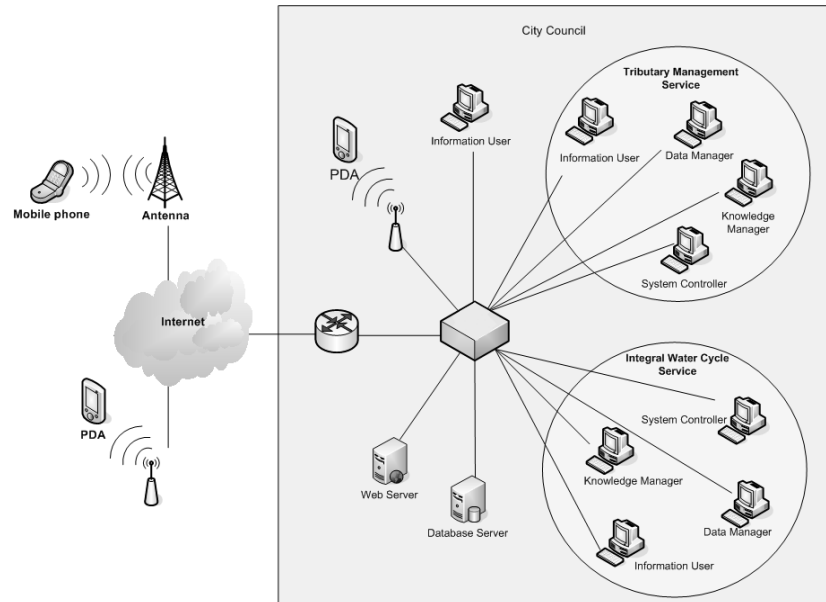 City Council
Tributary Management
Service
Information User
Data Manager
Knowledge
Manager
System Controller
Information User
PDA
Mobile phone
Antenna
Internet
PDA
Integral Water Cycle
Service
System Controller
Knowledge Manager
Data Manager
Information User
Web Server
Database Server